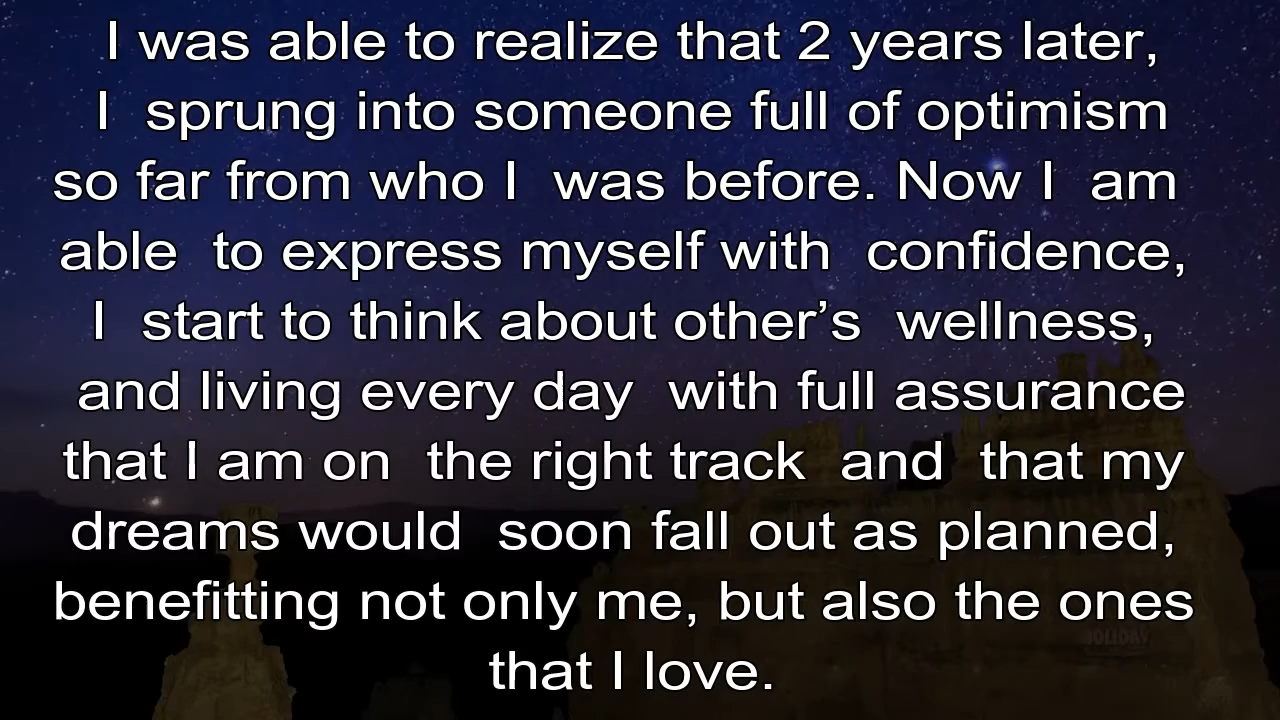 I was able to realize that 2 years later,
I sprung into someone full of optimism
so far from who I was before. Now I am
able to express myself with confidence,
I start to think about other’s wellness,
and living every day with full assurance
that I am on the right track and that my
dreams would soon fall out as planned,
benefitting not only me, but also the ones
that I love.
HOLIDAY